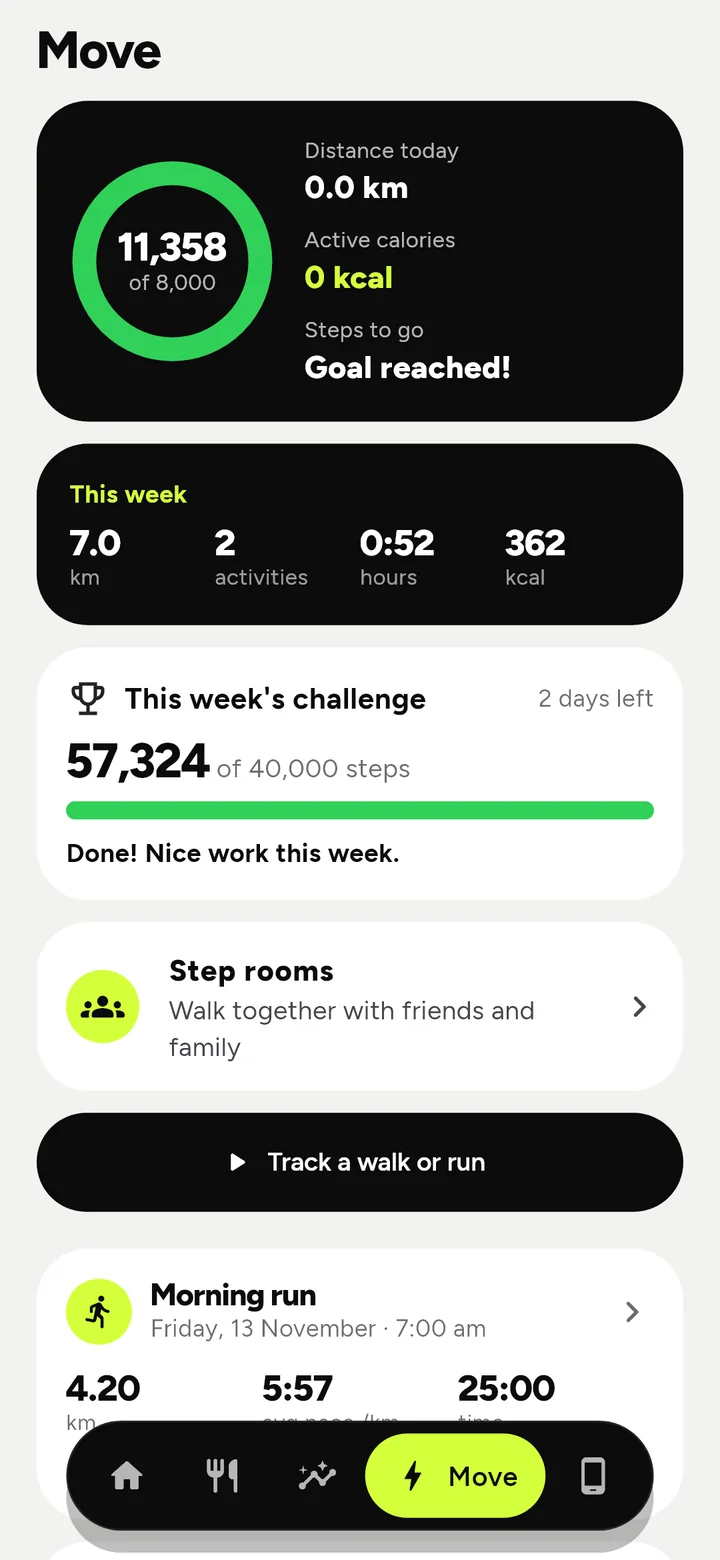 Move
11,358
of 8,000
Distance today
0.0 km
Active calories
0 kcal
Steps to go
Goal reached!
This week
7.0
km
2
activities
0:52
hours
362
kcal
This week's challenge
2 days left
57,324 of 40,000 steps
Done! Nice work this week.
Step rooms
Walk together with friends and
family
Track a walk or run
Morning run
Friday, 13 November · 7:00 am
4.20
km
5:57
avg pace /km
25:00
time
Move